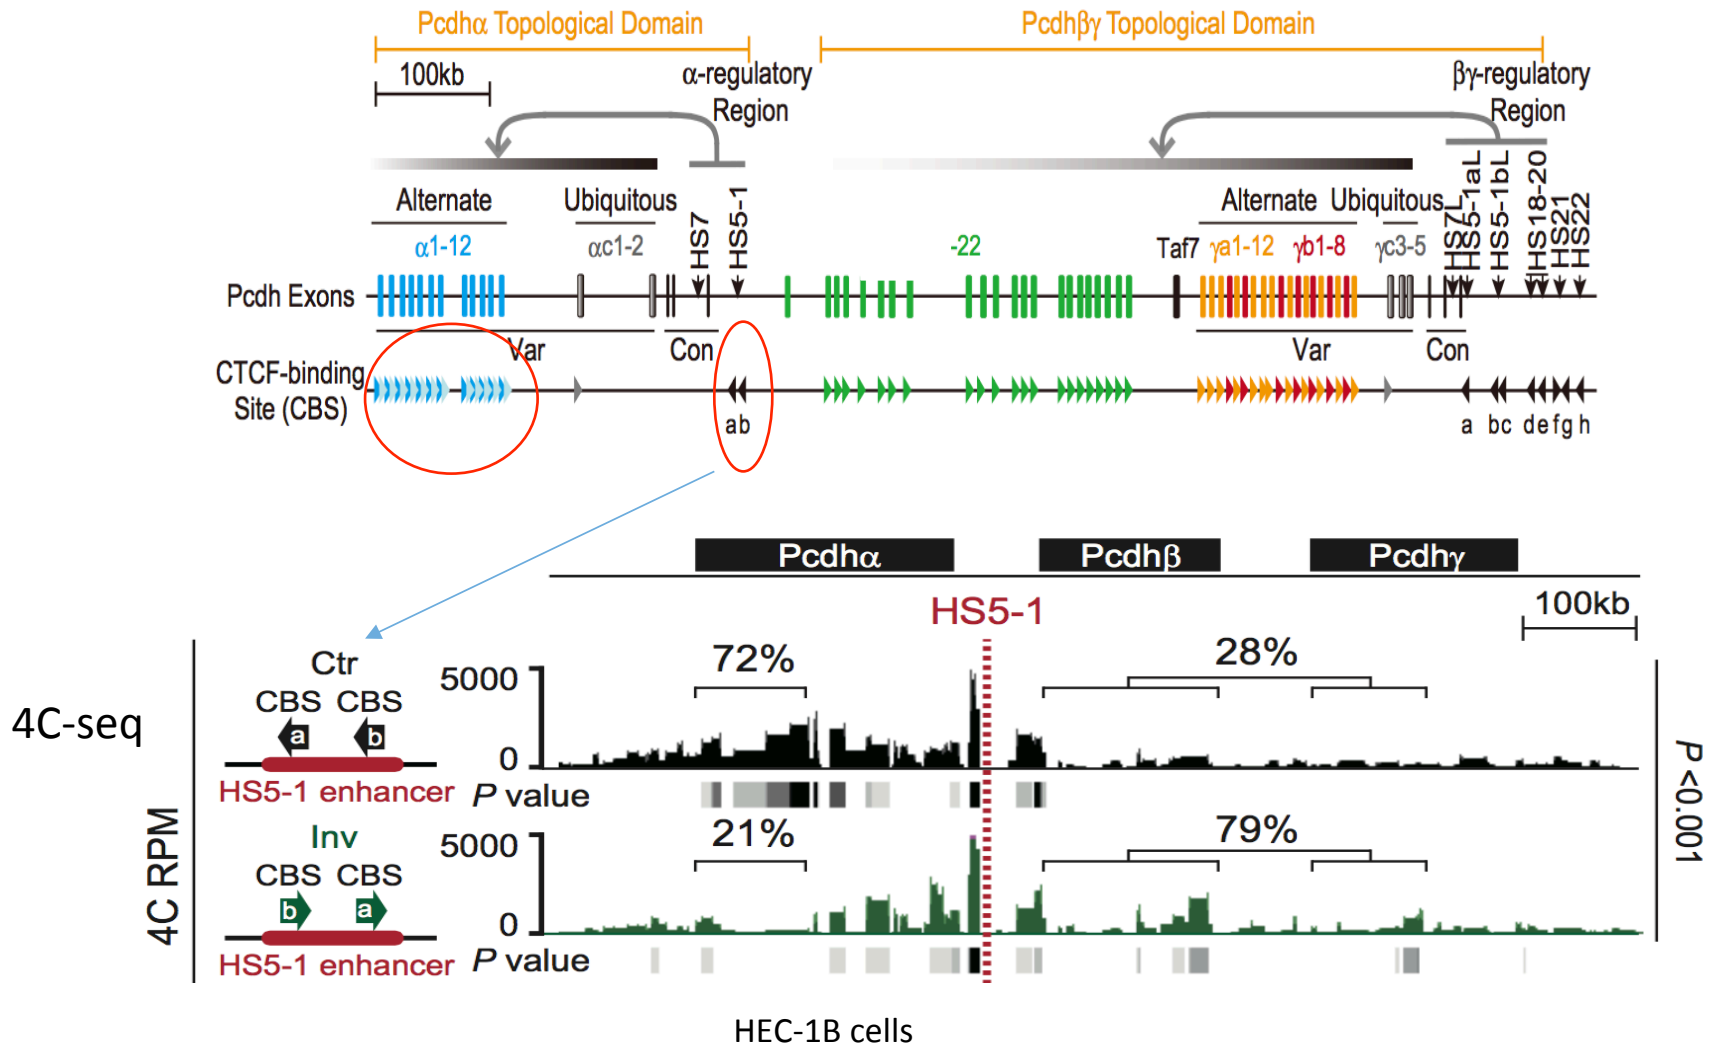 Pcdhα Topological Domain
Pcdhβγ Topological Domain
100kb
α-regulatory
Region
βγ-regulatory
Region
Alternate
Ubiquitous
HS7
HS5-1
Alternate
Ubiquitous
HS7L
HS5-1aL
HS5-1bL
HS18-20
HS21
HS22
α1-12
αc1-2
-22
Taf7
γa1-12
γb1-8
γc3-5
Pcdh Exons
Var
Con
Var
Con
CTCF-binding
Site (CBS)
a b
a
b c
d e f g h
Pcdhα
Pcdhβ
Pcdhγ
HS5-1
100kb
4C-seq
4C RPM
Ctr
CBS CBS
a b
HS5-1 enhancer
5000
0
72%
28%
P value
Inv
CBS CBS
b a
HS5-1 enhancer
5000
0
21%
79%
P value
P <0.001
HEC-1B cells